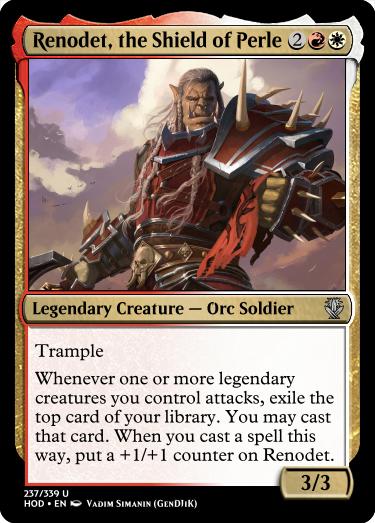 Renodet, the Shield of Perle 2
Legendary Creature — Orc Soldier
Trample
Whenever one or more legendary
creatures you control attacks, exile the
top card of your library. You may cast
that card. When you cast a spell this
way, put a +1/+1 counter on Renodet.
3/3
237/339 U
HOD • EN Vadim Simanin (GenDJiK)